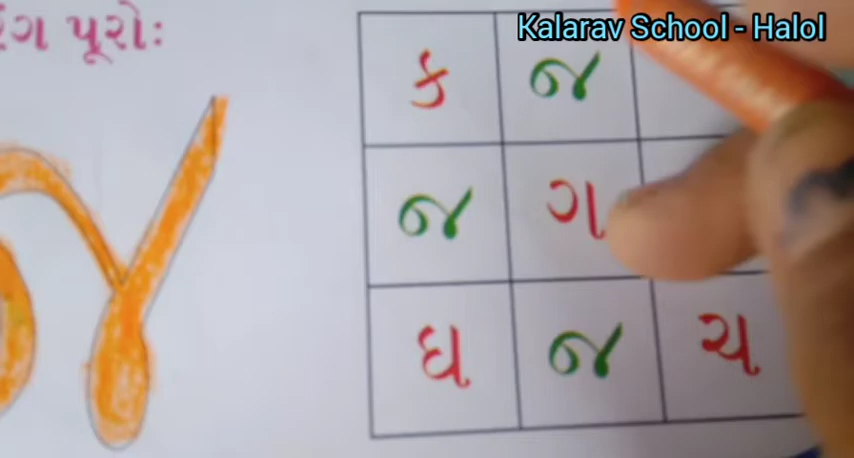 Kalarav School - Halol
રંગ પૂરોઃ
જ
ક જ
જ ગ
ઘ જ ચ